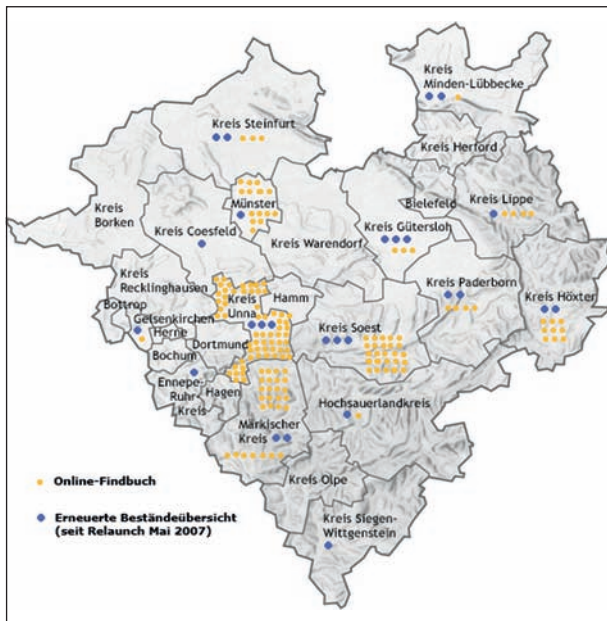 Kreis
Minden-Lübbecke
Kreis Steinfurt
Kreis Herford
Münster
Bielefeld
Kreis Lippe
Kreis
Borken
Kreis Coesfeld
Kreis Warendorf
Kreis Gütersloh
Kreis
Recklinghausen
Kreis
Unna
Hamm
Kreis Paderborn
Kreis Höxter
Bottrop
Gelsenkirchen
Herne
Kreis Soest
Bochum
Dortmund
Ennepe-
Ruhr-
Kreis
Hagen
Hochsauerlandkreis
Märkischer
Kreis
Kreis Olpe
Online-Findbuch
Erneuerte Beständeübersicht
(seit Relaunch Mai 2007)
Kreis Siegen-
Wittgenstein